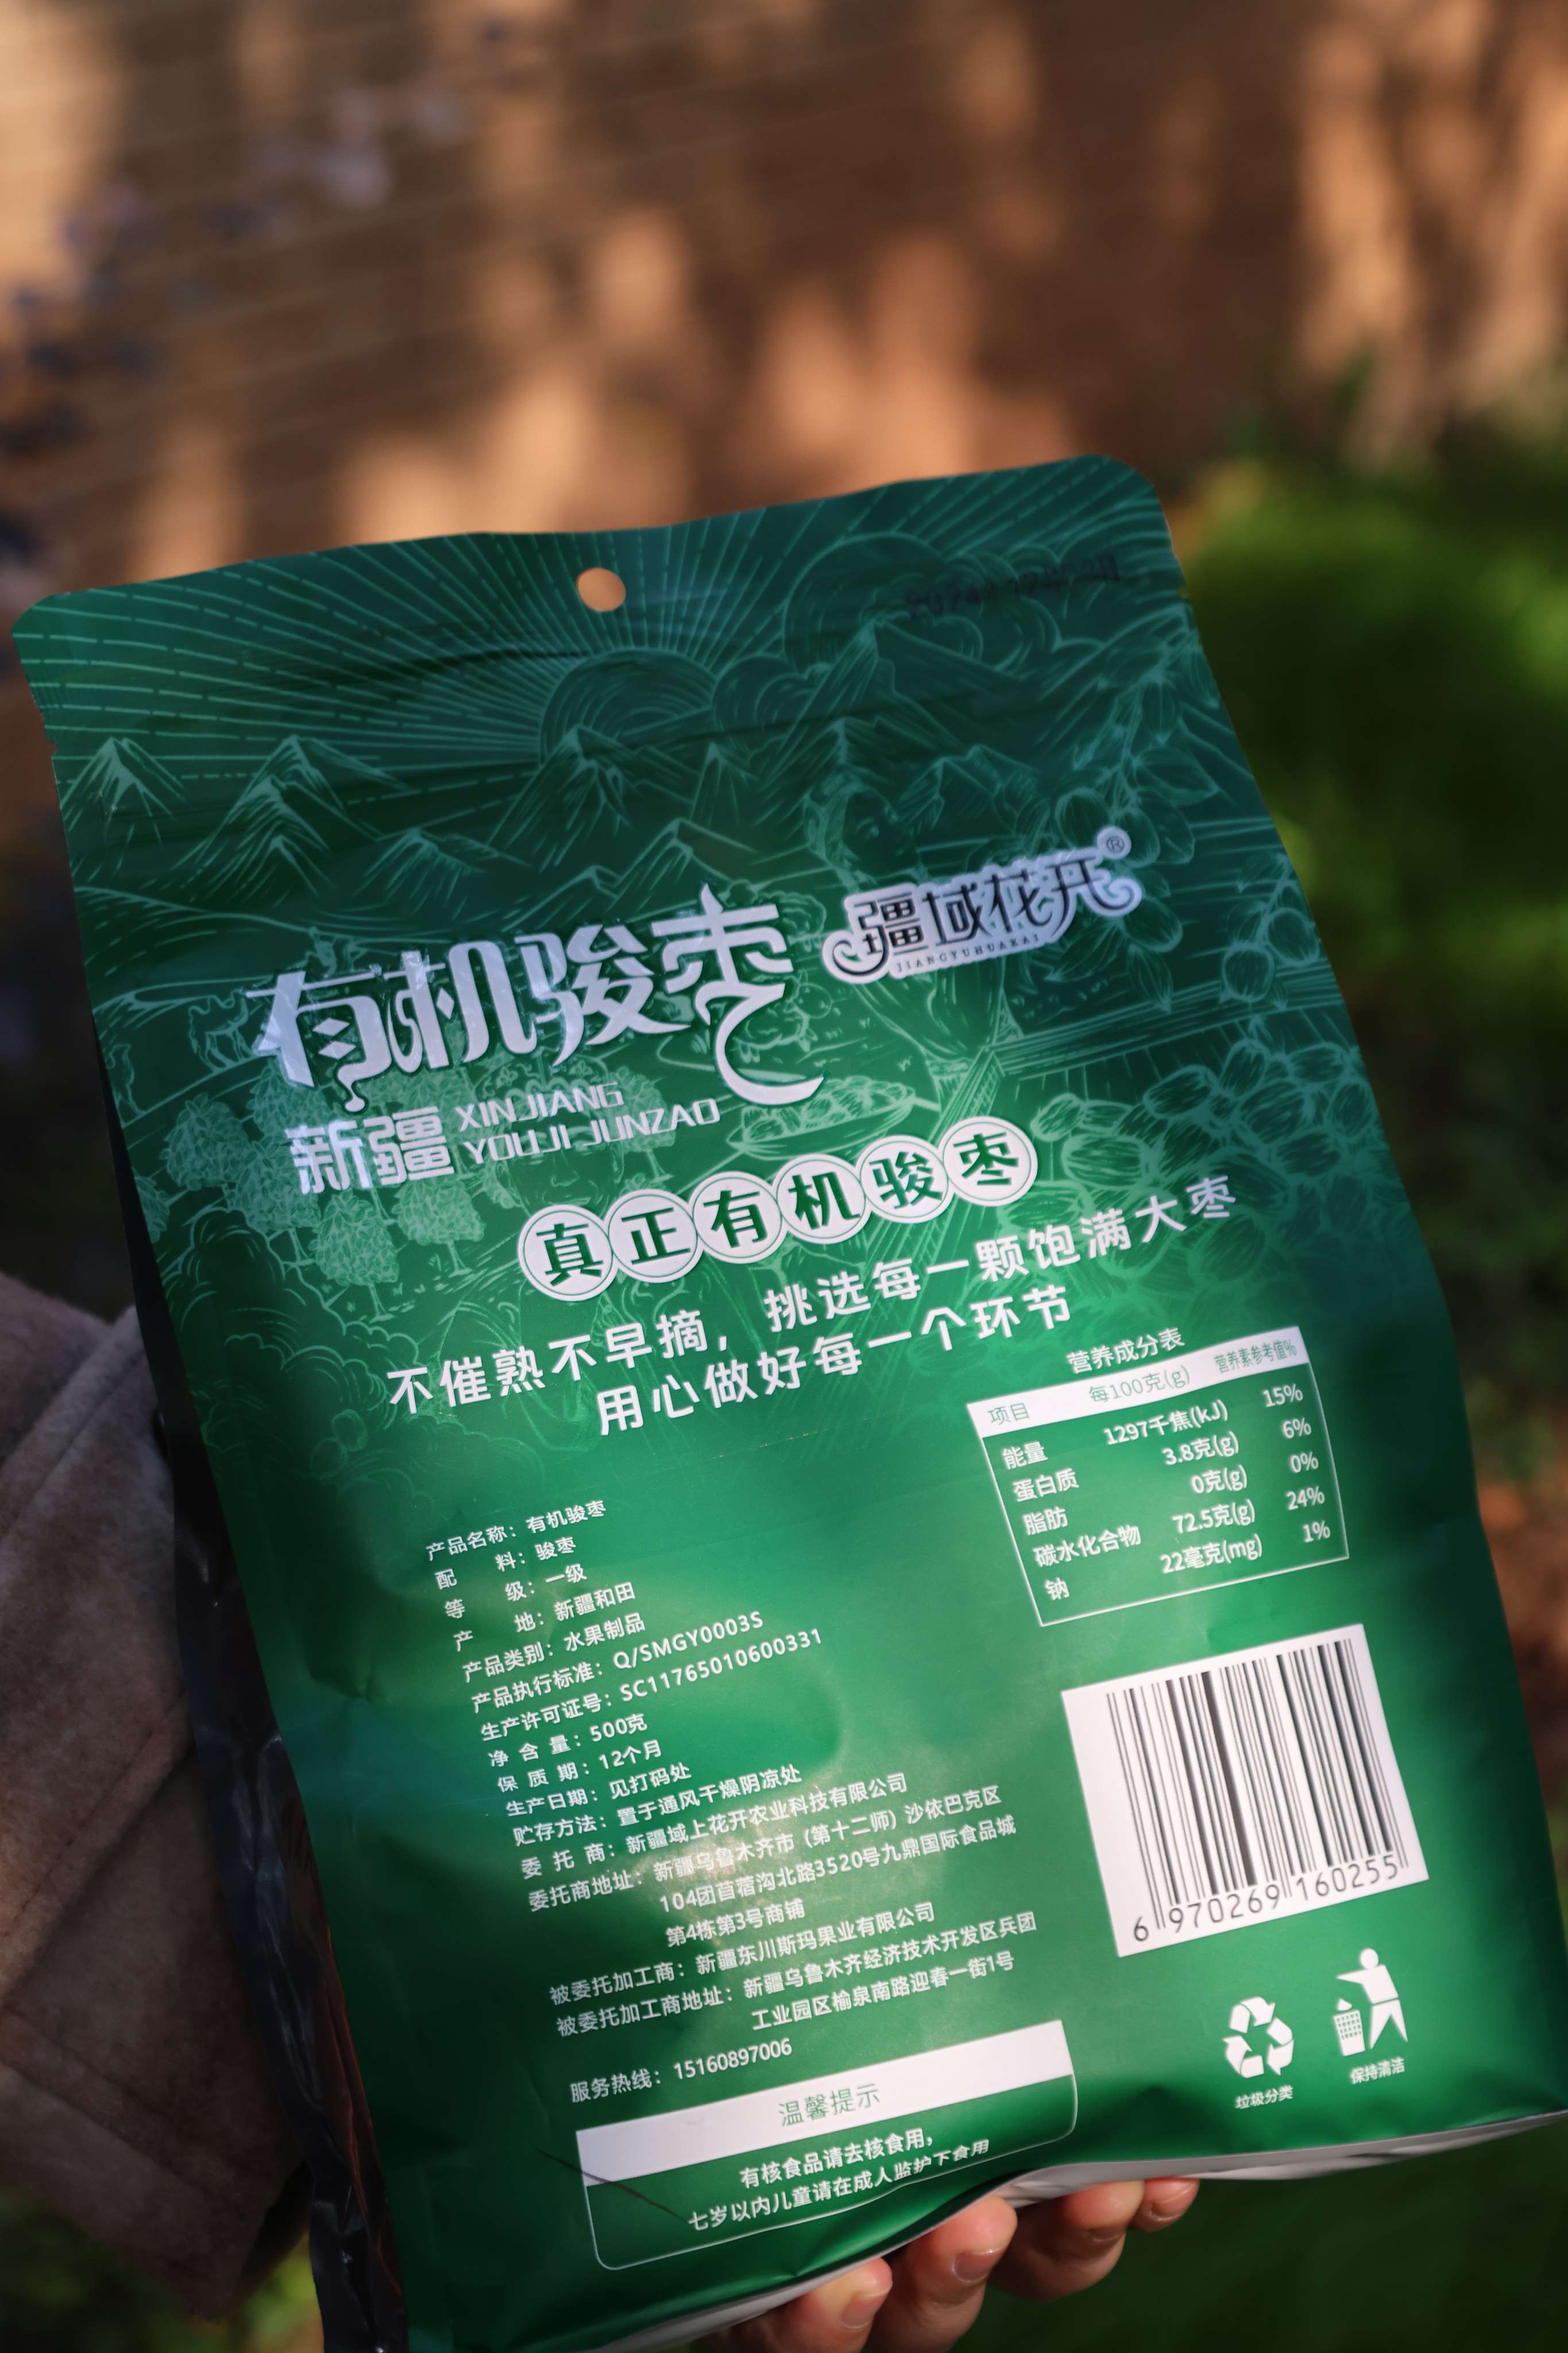 有机骏枣
疆域花开®
JIANGYUHUAKAI
新疆
XINJIANG
YOUJI JUNZAO
真正有机骏枣
不催熟不早摘，挑选每一颗饱满大枣
用心做好每一个环节
营养成分表
项目 每100克(g) 营养素参考值%
能量 1297千焦(kJ) 15%
蛋白质 3.8克(g) 6%
脂肪 0克(g) 0%
碳水化合物 72.5克(g) 24%
钠 22毫克(mg) 1%
产品名称：有机骏枣
配 料：骏枣
等 级：一级
产 地：新疆和田
产品类别：水果制品
产品执行标准：Q/SMGY0003S
生产许可证号：SC11765010600331
净 含 量：500克
保 质 期：12个月
生产日期：见打码处
贮存方法：置于通风干燥阴凉处
委 托 商：新疆域上花开农业科技有限公司
委托商地址：新疆乌鲁木齐市（第十二师）沙依巴克区
104团苜蓿沟北路3520号九鼎国际食品城
第4栋第3号商铺
被委托加工商：新疆东川斯玛果业有限公司
被委托加工商地址：新疆乌鲁木齐经济技术开发区兵团
工业园区榆泉南路迎春一街1号
服务热线：15160897006
温馨提示
有核食品请去核食用，
七岁以内儿童请在成人监护下食用
6 970269 160255
垃圾分类
保持清洁